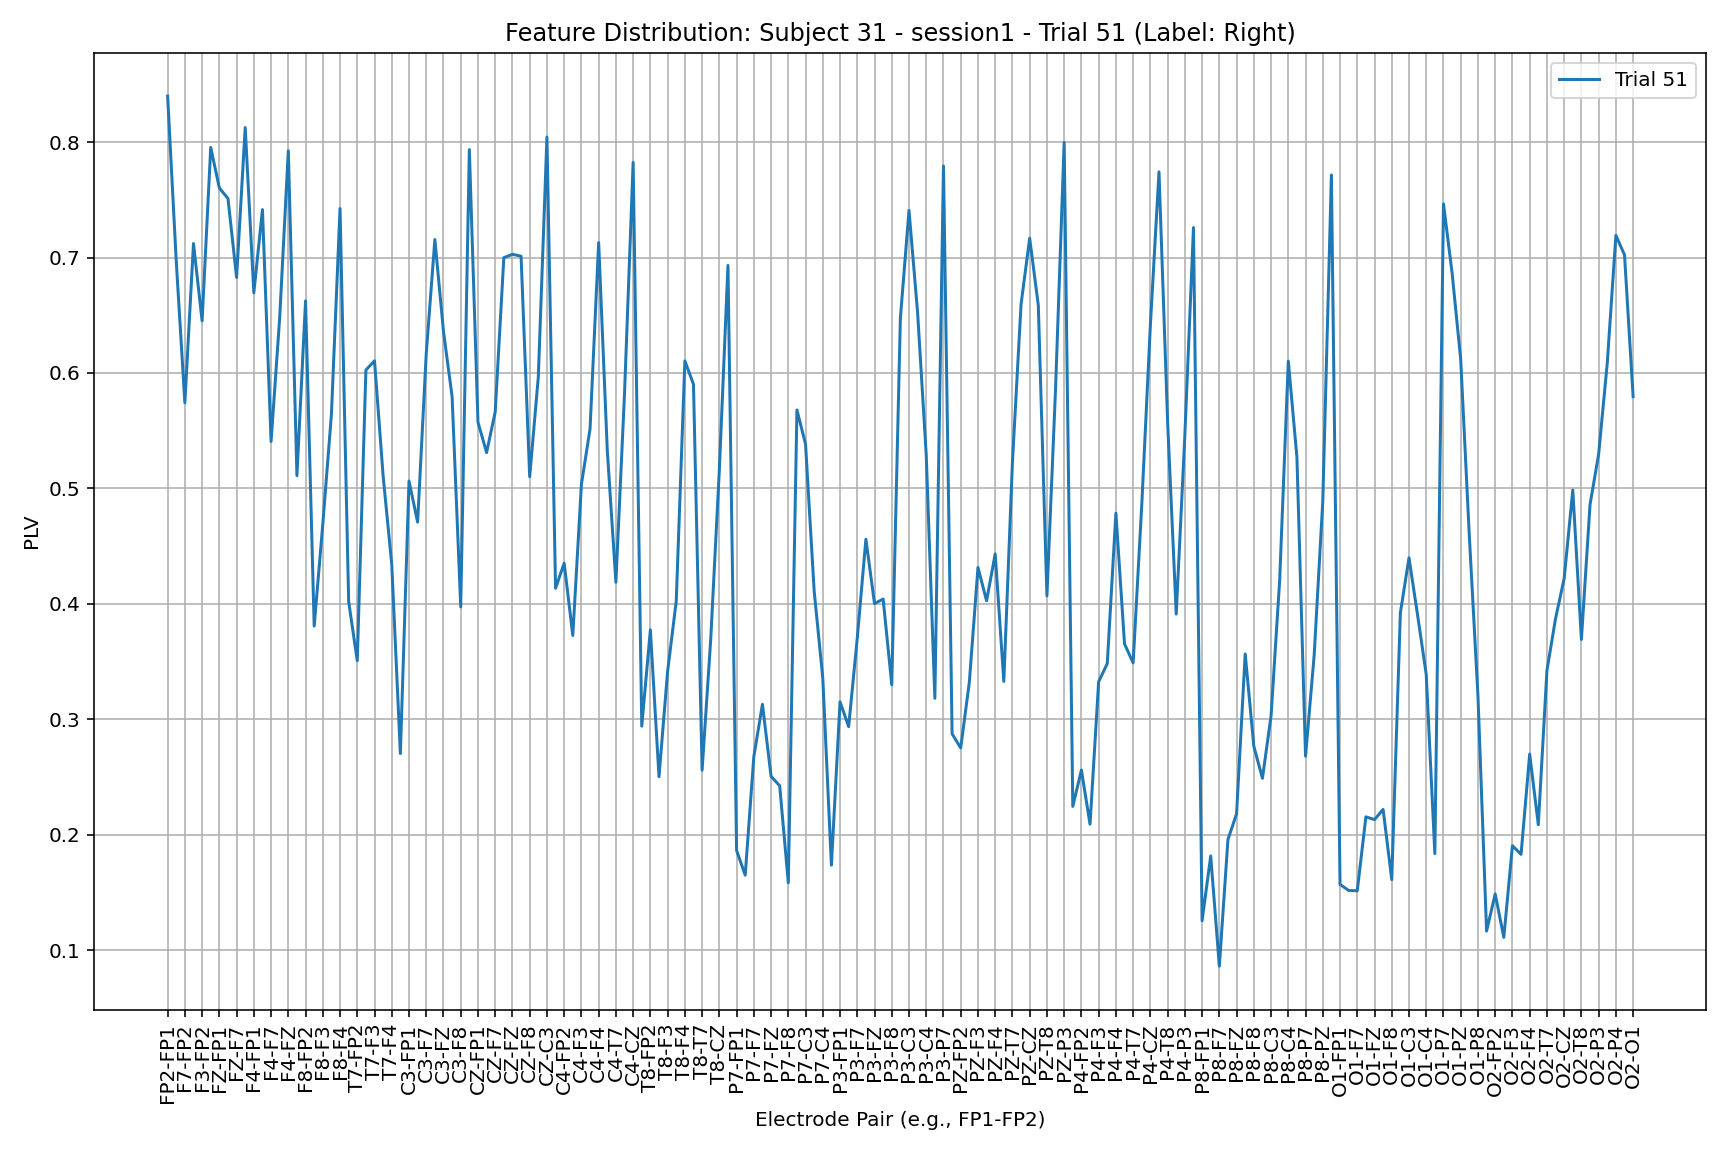 Feature Distribution: Subject 31 - session1 - Trial 51 (Label: Right)
Trial 51
PLV
0.8
0.7
0.6
0.5
0.4
0.3
0.2
0.1
FP2-FP1
F7-FP2
F3-FP2
FZ-FP1
FZ-F7
F4-FP1
F4-F7
F4-FZ
F8-FP2
F8-F3
F8-F4
T7-FP2
T7-F3
T7-F4
C3-FP1
C3-F7
C3-FZ
C3-F8
CZ-FP1
CZ-F7
CZ-FZ
CZ-F8
CZ-C3
C4-FP2
C4-F3
C4-F4
C4-T7
C4-CZ
T8-FP2
T8-F3
T8-F4
T8-T7
T8-CZ
P7-FP1
P7-F7
P7-FZ
P7-F8
P7-C3
P7-C4
P3-FP1
P3-F7
P3-FZ
P3-F8
P3-C3
P3-C4
P3-P7
PZ-FP2
PZ-F3
PZ-F4
PZ-T7
PZ-CZ
PZ-T8
PZ-P3
P4-FP2
P4-F3
P4-F4
P4-T7
P4-CZ
P4-T8
P4-P3
P8-FP1
P8-F7
P8-FZ
P8-F8
P8-C3
P8-C4
P8-P7
P8-PZ
O1-FP1
O1-F7
O1-FZ
O1-F8
O1-C3
O1-C4
O1-P7
O1-PZ
O1-P8
O2-FP2
O2-F3
O2-F4
O2-T7
O2-CZ
O2-T8
O2-P3
O2-P4
O2-O1
Electrode Pair (e.g., FP1-FP2)